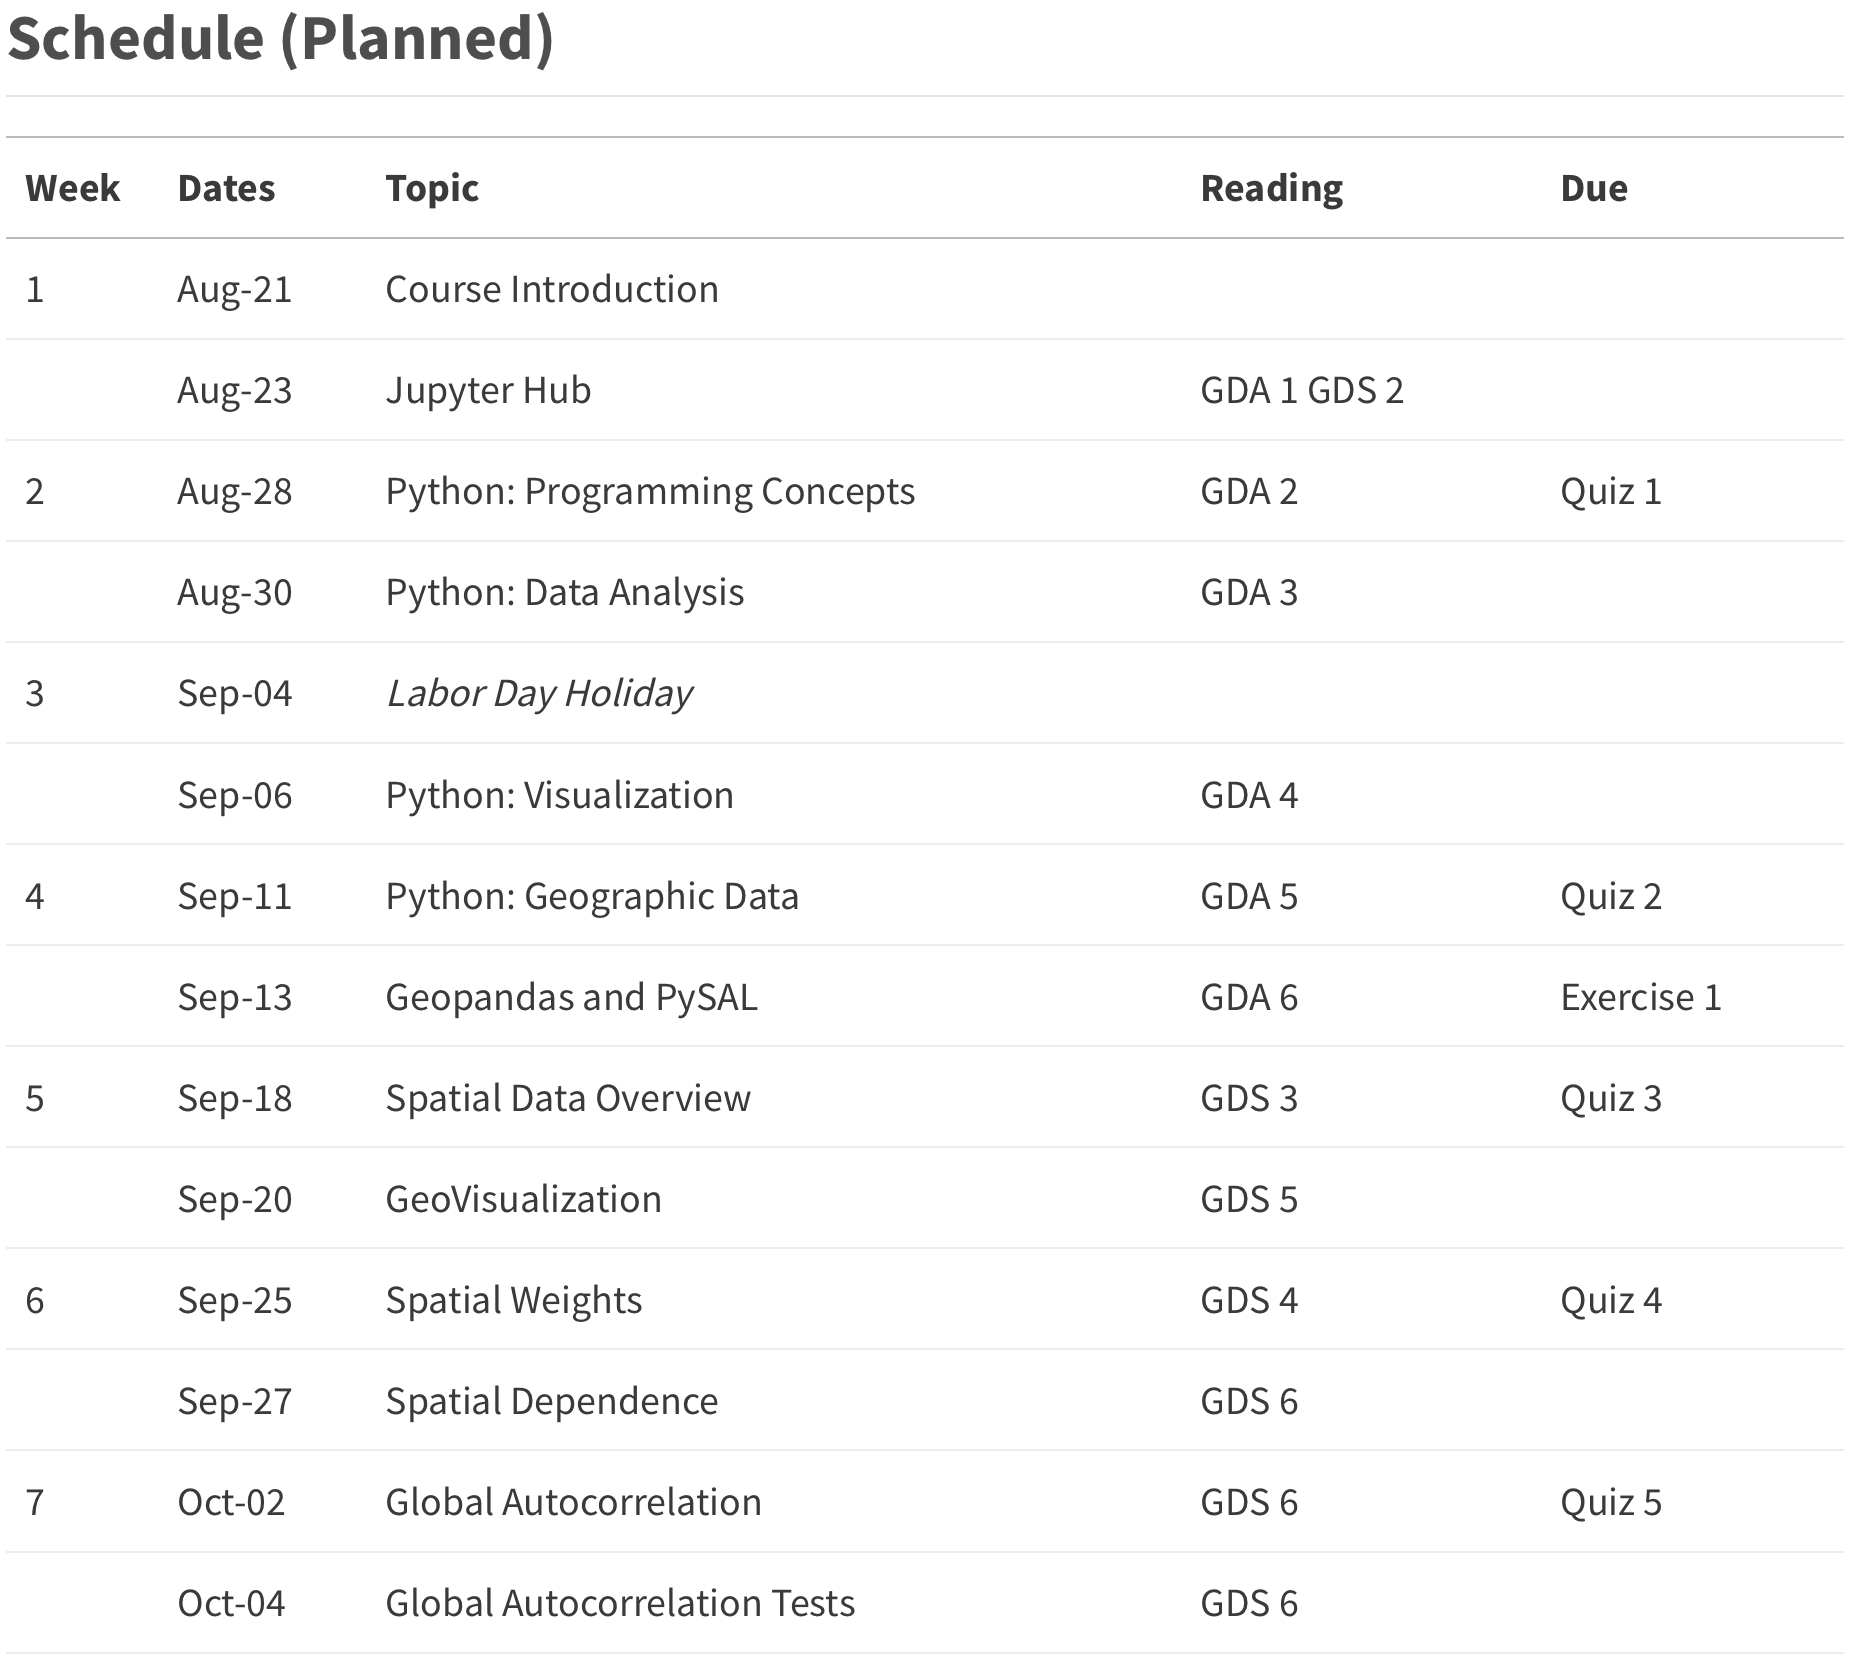 Schedule (Planned)
Week Dates Topic Reading Due
1 Aug-21 Course Introduction
Aug-23 Jupyter Hub GDA 1 GDS 2
2 Aug-28 Python: Programming Concepts GDA 2 Quiz 1
Aug-30 Python: Data Analysis GDA 3
3 Sep-04 Labor Day Holiday
Sep-06 Python: Visualization GDA 4
4 Sep-11 Python: Geographic Data GDA 5 Quiz 2
Sep-13 Geopandas and PySAL GDA 6 Exercise 1
5 Sep-18 Spatial Data Overview GDS 3 Quiz 3
Sep-20 GeoVisualization GDS 5
6 Sep-25 Spatial Weights GDS 4 Quiz 4
Sep-27 Spatial Dependence GDS 6
7 Oct-02 Global Autocorrelation GDS 6 Quiz 5
Oct-04 Global Autocorrelation Tests GDS 6